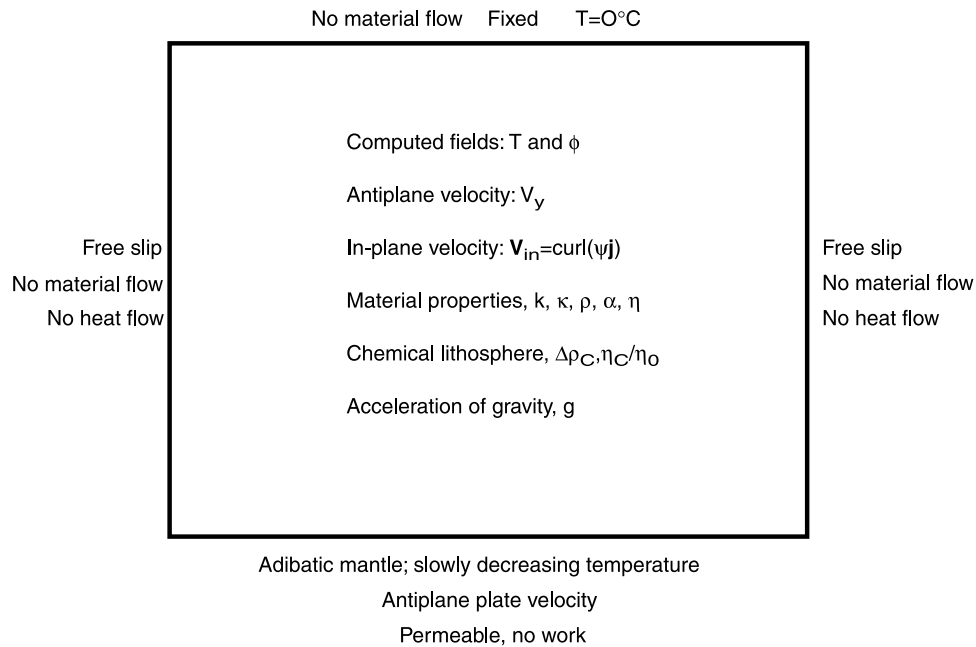 No material flow Fixed T=O°C
Computed fields: T and ϕ
Antiplane velocity: Vy
Free slip
In-plane velocity: Vin=curl(ψj)
Free slip
No material flow
Material properties, k, κ, ρ, α, η
No material flow
No heat flow
No heat flow
Chemical lithosphere, ΔρC,ηC/η0
Acceleration of gravity, g
Adibatic mantle; slowly decreasing temperature
Antiplane plate velocity
Permeable, no work